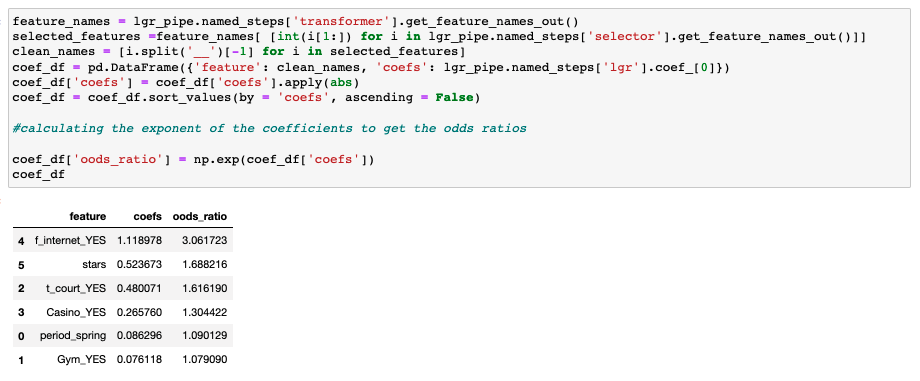 feature_names = lgr_pipe.named_steps['transformer'].get_feature_names_out()
selected_features =feature_names[ [int(i[1:]) for i in lgr_pipe.named_steps['selector'].get_feature_names_out()]]
clean_names = [i.split('__')[-1] for i in selected_features]
coef_df = pd.DataFrame({'feature': clean_names, 'coefs': lgr_pipe.named_steps['lgr'].coef_[0]})
coef_df['coefs'] = coef_df['coefs'].apply(abs)
coef_df = coef_df.sort_values(by = 'coefs', ascending = False)
#calculating the exponent of the coefficients to get the odds ratios
coef_df['oods_ratio'] = np.exp(coef_df['coefs'])
coef_df
feature coefs oods_ratio
4 f_internet_YES 1.118978 3.061723
5 stars 0.523673 1.688216
2 t_court_YES 0.480071 1.616190
3 Casino_YES 0.265760 1.304422
0 period_spring 0.086296 1.090129
1 Gym_YES 0.076118 1.079090